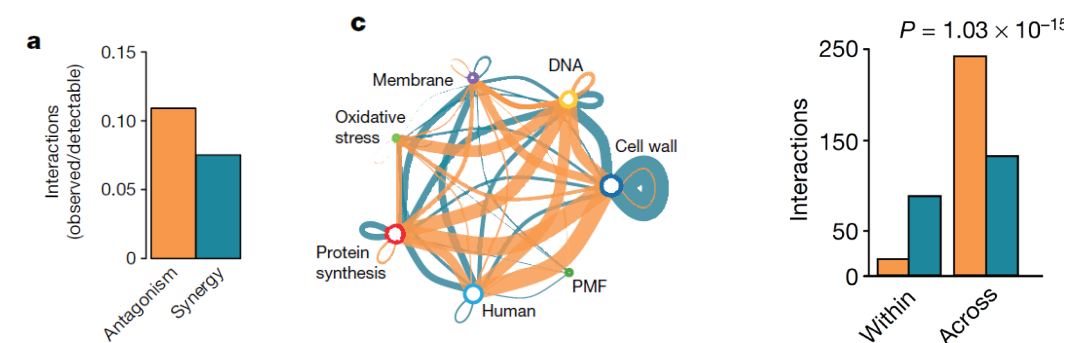 a
Interactions
(observed/detectable)
0.15
0.10
0.05
0
Antagonism
Synergy
c
Membrane
DNA
Oxidative
stress
Cell wall
Protein
synthesis
PMF
Human
P = 1.03 × 10⁻¹⁵
Interactions
250
150
50
0
Within
Across